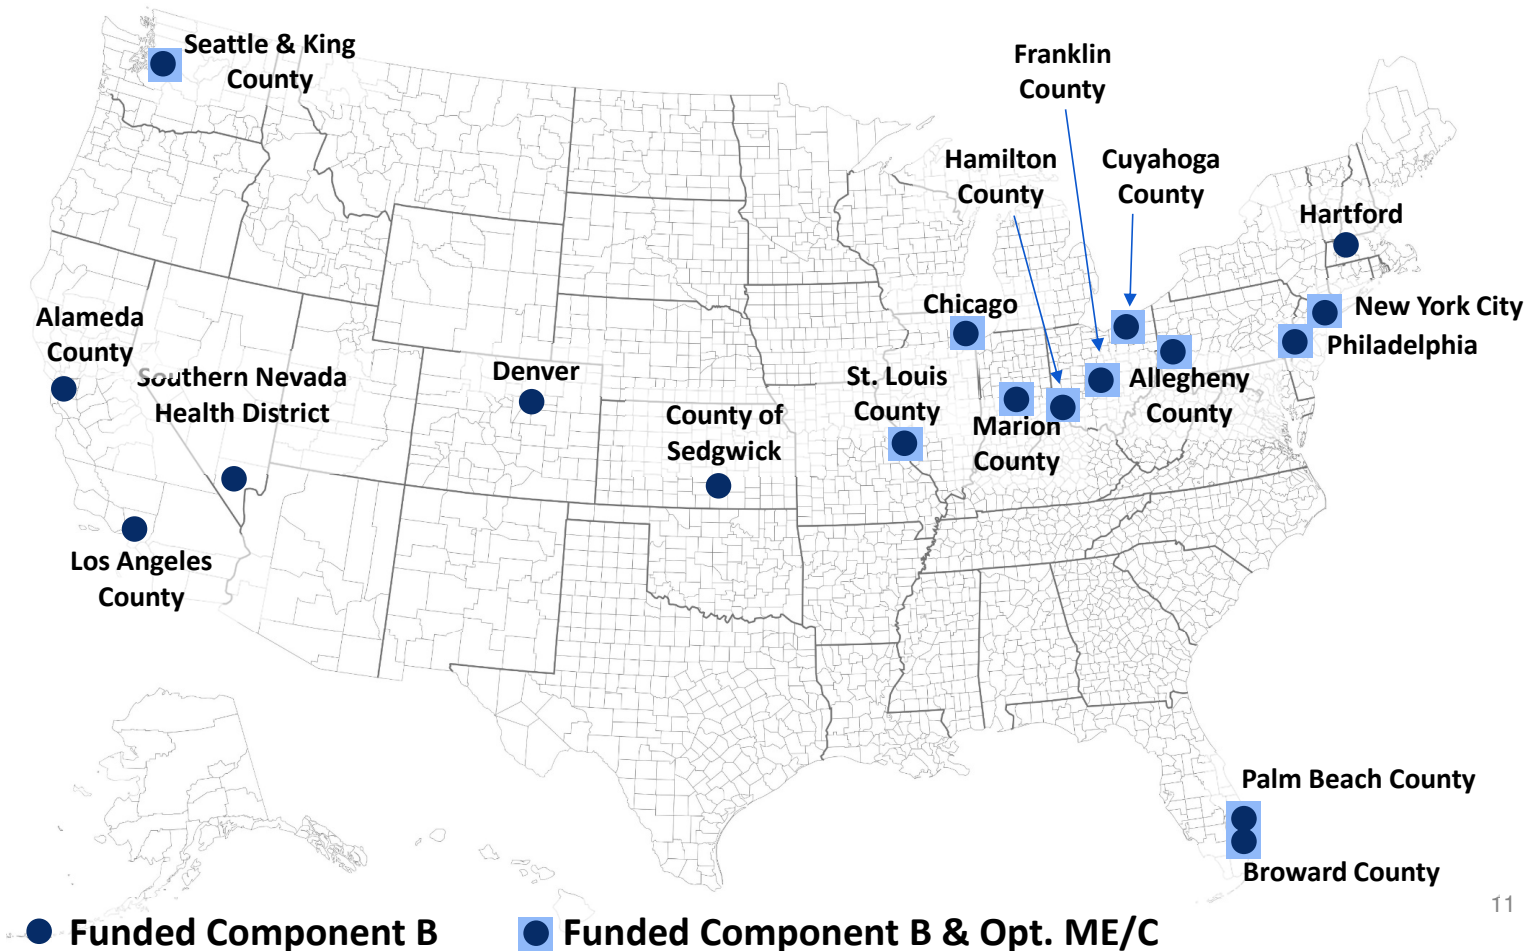 Seattle & King
County
Franklin
County
Hamilton
County
Cuyahoga
County
Hartford
Chicago
New York City
Philadelphia
Alameda
County
Southern Nevada
Health District
Denver
St. Louis
County
Allegheny
County
County of
Sedgwick
Marion
County
Los Angeles
County
Palm Beach County
Broward County
11
Funded Component B
Funded Component B & Opt. ME/C